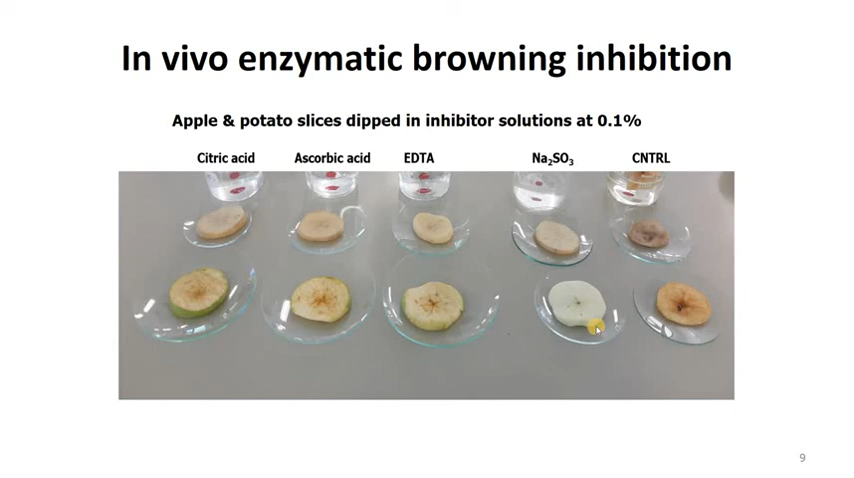 In vivo enzymatic browning inhibition
Apple & potato slices dipped in inhibitor solutions at 0.1%
Citric acid Ascorbic acid EDTA Na₂SO₃ CNTRL
9